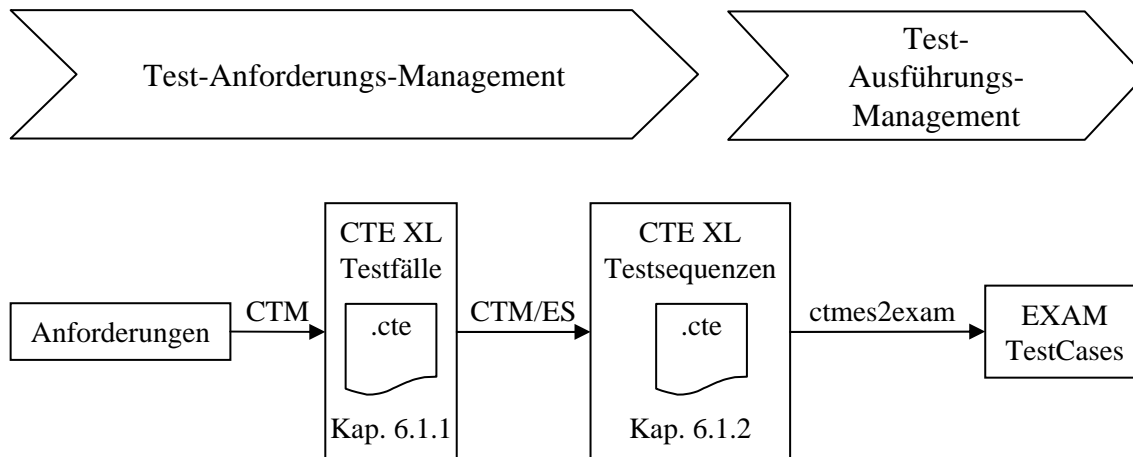 Test-Anforderungs-Management
Test-
Ausführungs-
Management
Anforderungen
CTM
CTE XL
Testfälle
.cte
Kap. 6.1.1
CTM/ES
CTE XL
Testsequenzen
.cte
Kap. 6.1.2
ctmes2exam
EXAM
TestCases